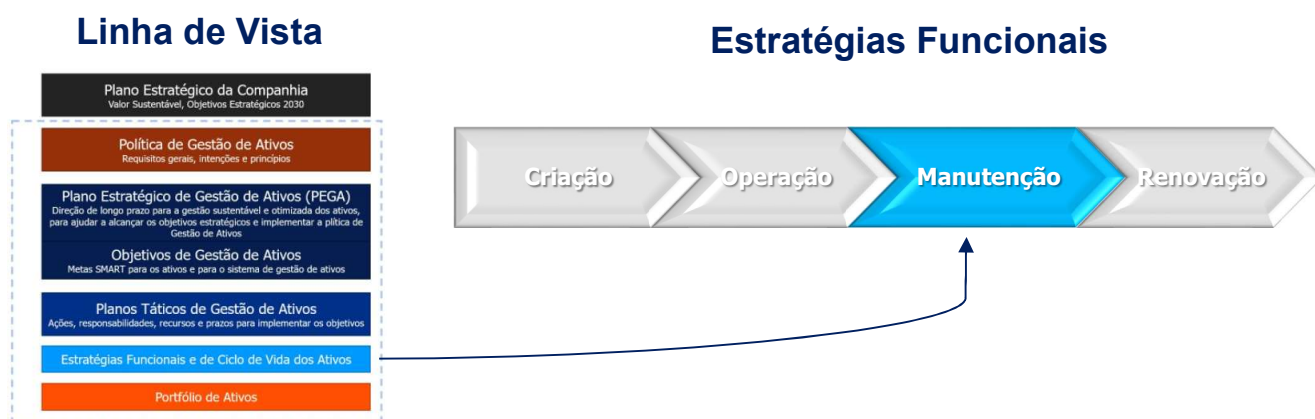 Linha de Vista
Estratégias Funcionais
Plano Estratégico da Companhia
Valor Sustentável, Objetivos Estratégicos 2030
Política de Gestão de Ativos
Requisitos gerais, intenções e princípios
Plano Estratégico de Gestão de Ativos (PEGA)
Direção de longo prazo para a gestão sustentável e otimizada dos ativos,
para ajudar a alcançar os objetivos estratégicos e implementar a plítica de
Gestão de Ativos
Objetivos de Gestão de Ativos
Metas SMART para os ativos e para o sistema de gestão de ativos
Planos Táticos de Gestão de Ativos
Ações, responsabilidades, recursos e prazos para implementar os objetivos
Estratégias Funcionais e de Ciclo de Vida dos Ativos
Portfólio de Ativos
Criação
Operação
Manutenção
Renovação